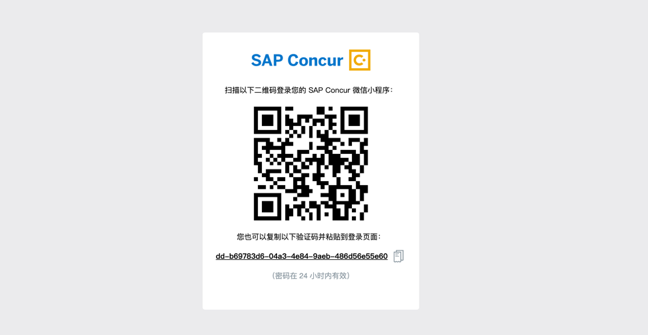 SAP Concur C
扫描以下二维码登录您的 SAP Concur 微信小程序：
您也可以复制以下验证码并粘贴到登录页面：
dd-b69783d6-04a3-4e84-9aeb-486d56e55e60
（密码在 24 小时内有效）